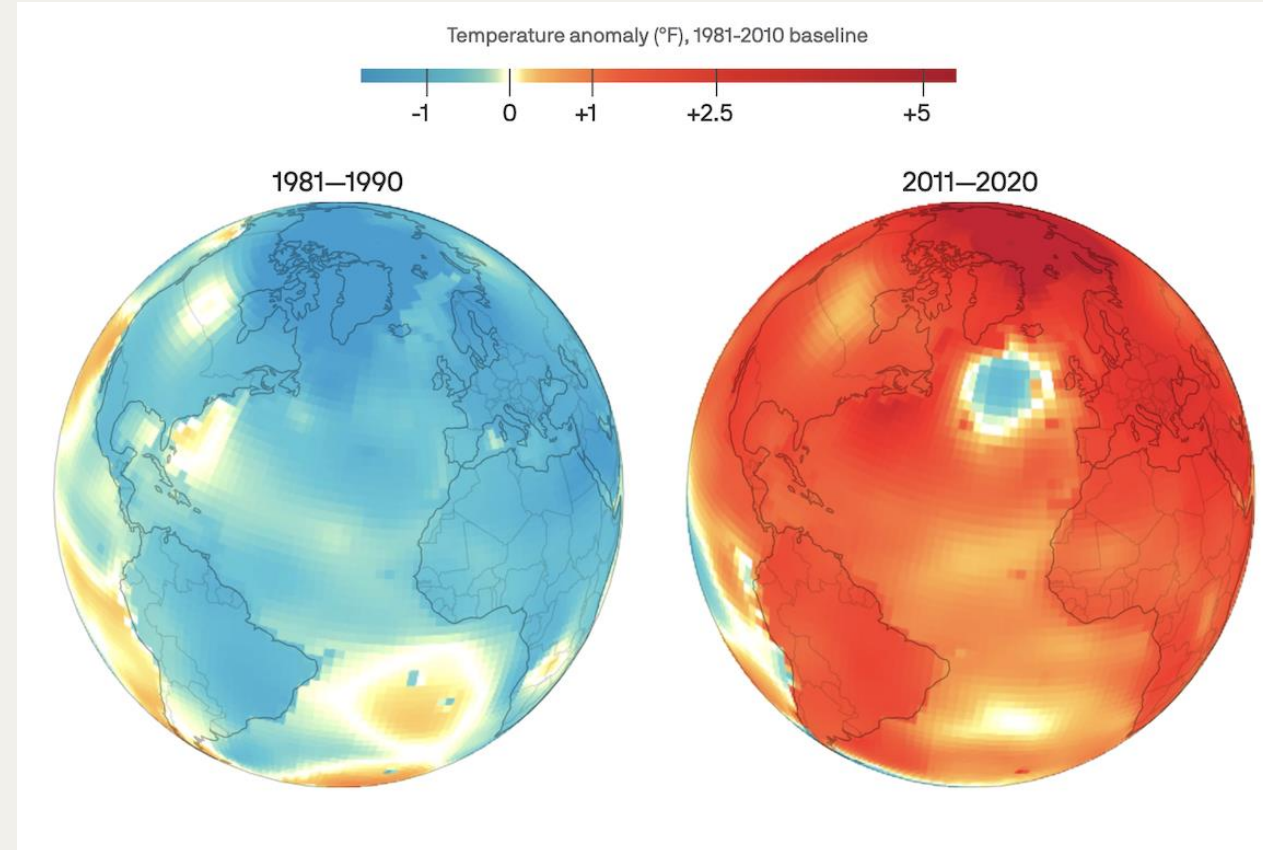 Temperature anomaly (°F), 1981-2010 baseline
-1 0 +1 +2.5 +5
1981—1990
2011—2020